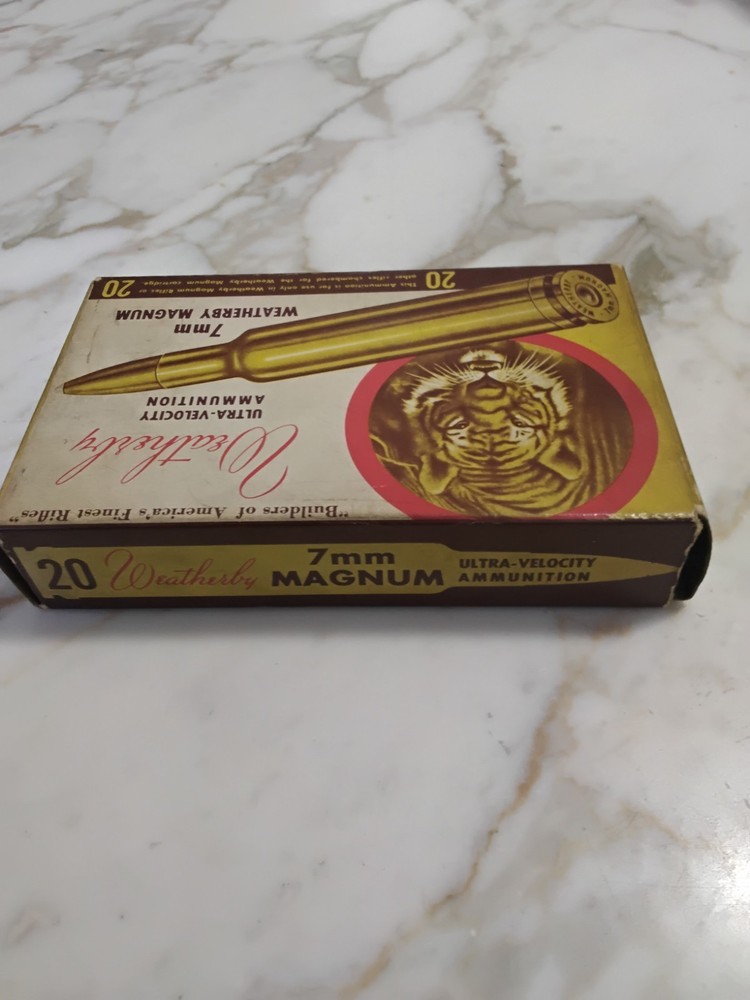 "Builders of America's Finest Rifles"
Weatherby
ULTRA-VELOCITY
AMMUNITION
7mm
WEATHERBY MAGNUM
WEATHERBY MAGNUM
20 This Ammunition is for use only in Weatherby Magnum Rifles or 20
other rifles chambered for the Weatherby Magnum cartridge.
20 Weatherby 7mm MAGNUM ULTRA-VELOCITY AMMUNITION